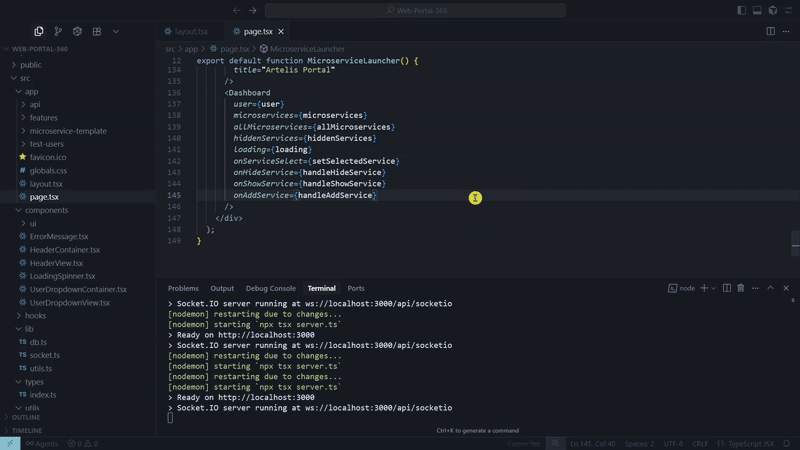 Web-Portal-360
layout.tsx
page.tsx
WEB-PORTAL-360
public
src
app
api
features
microservice-template
test-users
favicon.ico
# globals.css
layout.tsx
page.tsx
components
ui
ErrorMessage.tsx
HeaderContainer.tsx
HeaderView.tsx
LoadingSpinner.tsx
UserDropdownContainer.tsx
UserDropdownView.tsx
hooks
lib
TS db.ts
TS socket.ts
TS utils.ts
types
TS index.ts
utils
OUTLINE
TIMELINE
src > app > page.tsx > MicroserviceLauncher
12 export default function MicroserviceLauncher() {
134 title="Artelis Portal"
135 />
136 <Dashboard
137 user={user}
138 microservices={microservices}
139 allMicroservices={allMicroservices}
140 hiddenServices={hiddenServices}
141 loading={loading}
142 onServiceSelect={setSelectedService}
143 onHideService={handleHideService}
144 onShowService={handleShowService}
145 onAddService={handleAddService}
146 />
147 </div>
148 );
149 }
Problems Output Debug Console Terminal Ports
node
> Socket.IO server running at ws://localhost:3000/api/socketio
[nodemon] restarting due to changes...
[nodemon] starting `npx tsx server.ts`
> Ready on http://localhost:3000
> Socket.IO server running at ws://localhost:3000/api/socketio
[nodemon] restarting due to changes...
[nodemon] starting `npx tsx server.ts`
[nodemon] restarting due to changes...
[nodemon] starting `npx tsx server.ts`
> Ready on http://localhost:3000
> Socket.IO server running at ws://localhost:3000/api/socketio
Ctrl+K to generate a command
Agents 0 0
Cursor Tab
Ln 145, Col 40 Spaces: 2 UTF-8 CRLF {} TypeScript JSX